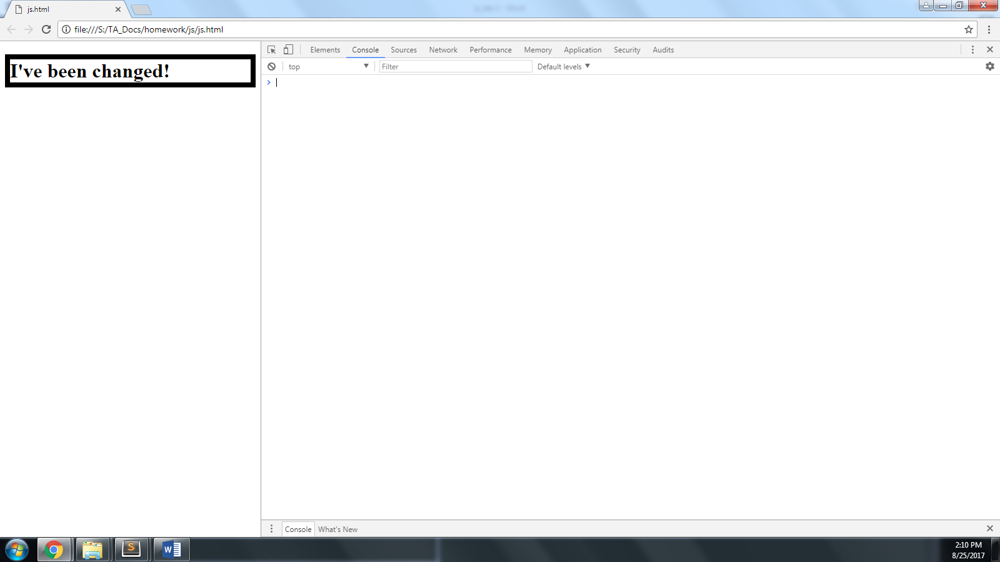 js.html
file:///S:/TA_Docs/homework/js/js.html
I've been changed!
Elements Console Sources Network Performance Memory Application Security Audits
top Filter Default levels
Console What's New
2:10 PM
8/25/2017